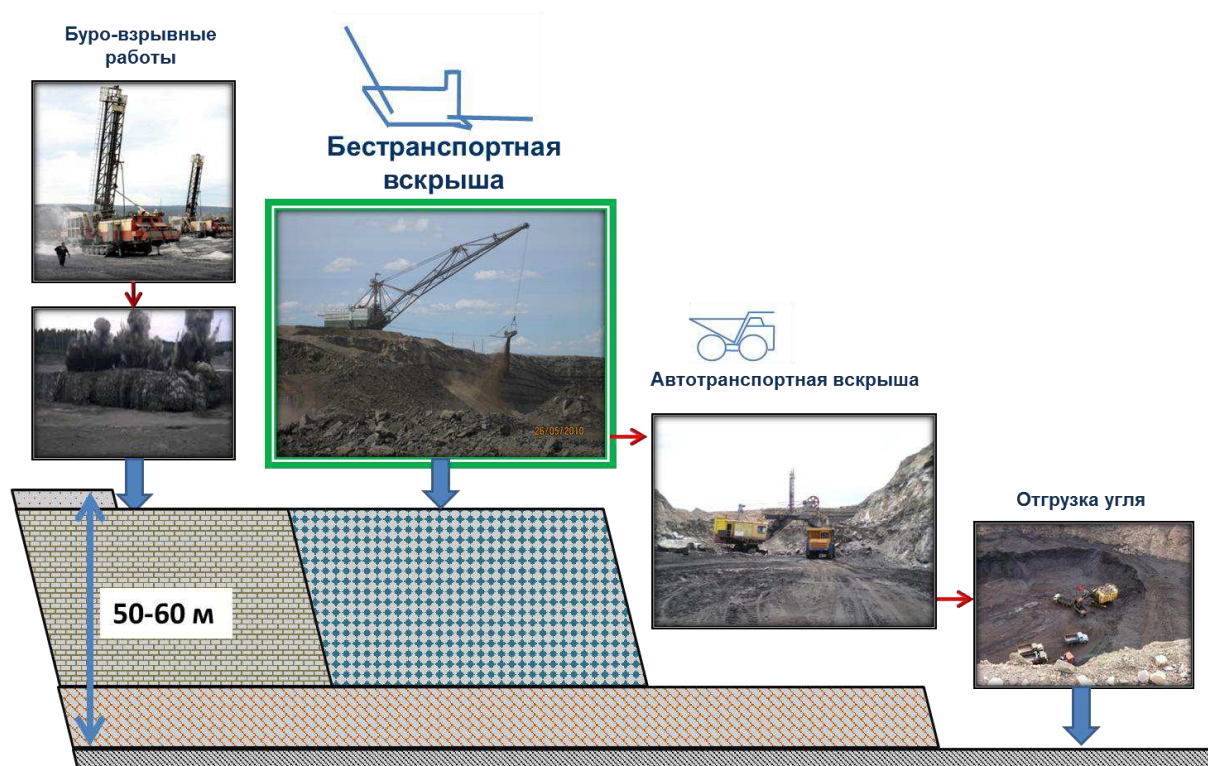 Буро-взрывные
работы
Бестранспортная
вскрыша
26/05/2010
Автотранспортная вскрыша
Отгрузка угля
50-60 м